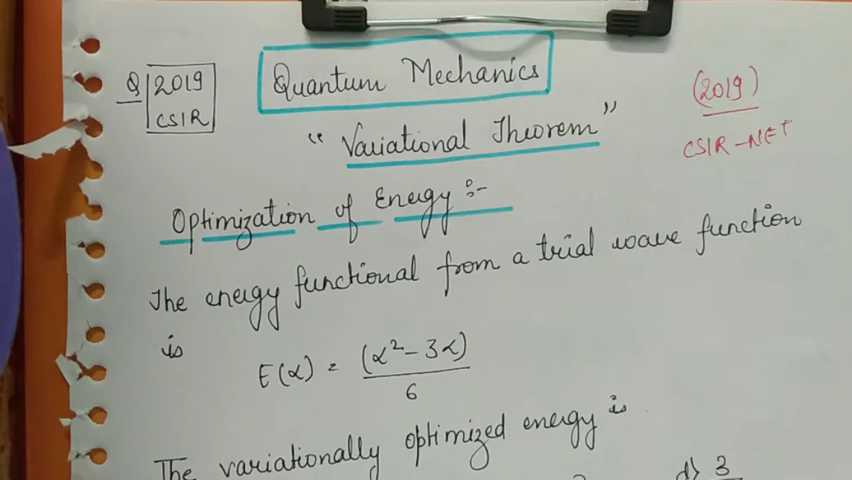 Q 2019
CSIR
Quantum Mechanics
(2019)
CSIR-NET
"Variational Theorem"
Optimization of Energy :-
The energy functional from a trial wave function
is
E(α) = (α² - 3α)
6
The variationally optimized energy is
d) 3